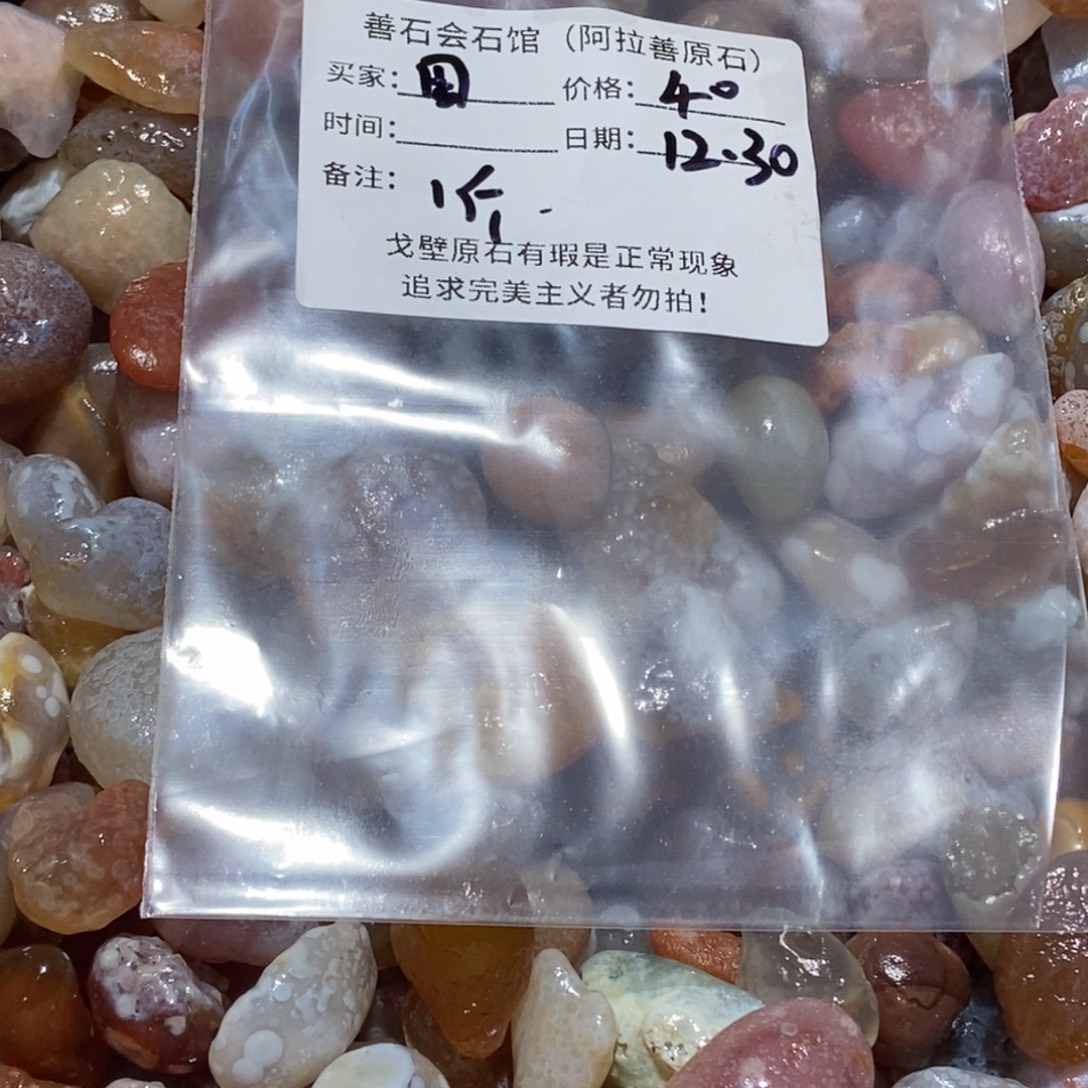 善石会石馆（阿拉善原石）
买家：田 价格：40
时间： 日期：12.30
备注：1个
戈壁原石有瑕是正常现象
追求完美主义者勿拍！